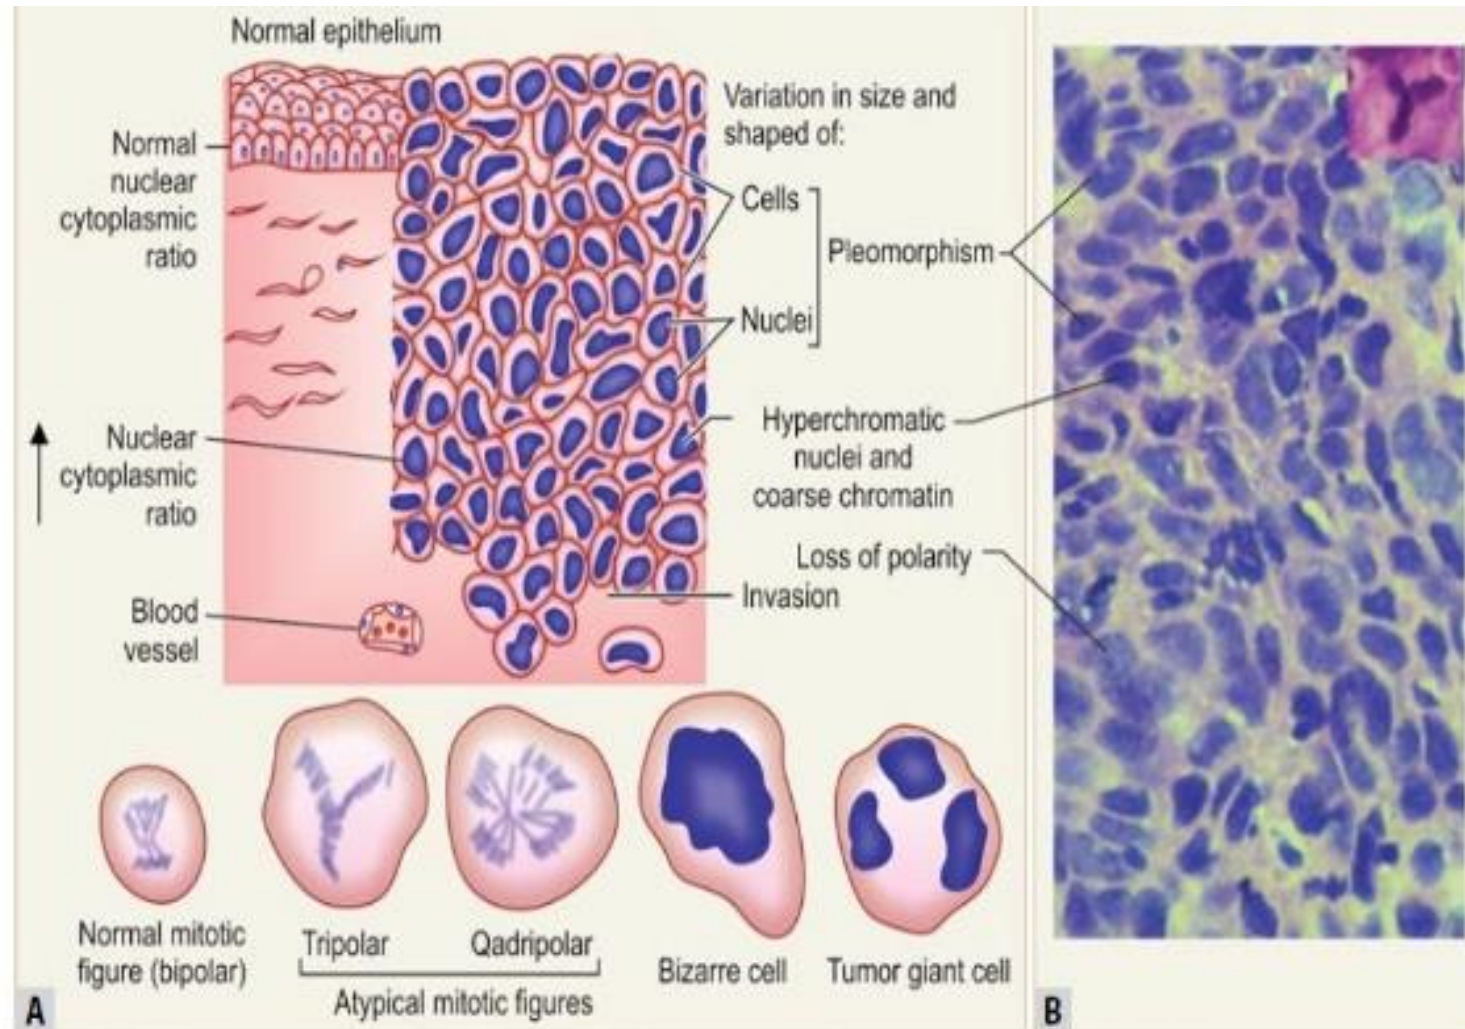 Normal epithelium
Normal
nuclear
cytoplasmic
ratio
Nuclear
cytoplasmic
ratio
Blood
vessel
Variation in size and
shaped of:
Cells
Nuclei
Pleomorphism
Hyperchromatic
nuclei and
coarse chromatin
Loss of polarity
Invasion
Normal mitotic
figure (bipolar)
Tripolar
Qadripolar
Atypical mitotic figures
Bizarre cell
Tumor giant cell
A
B